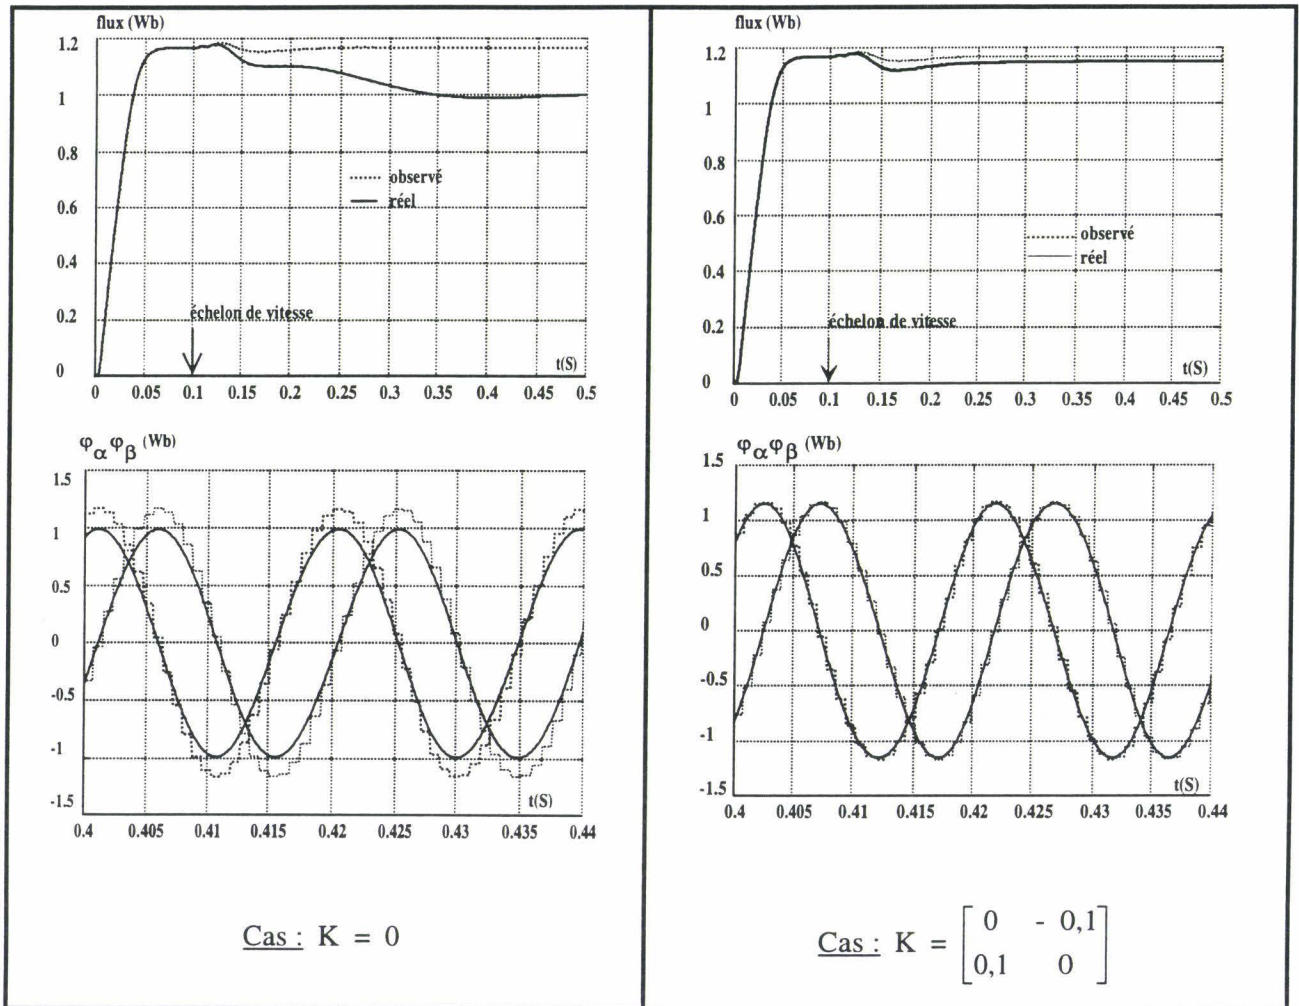 flux (Wb)
1.2
1
0.8
0.6
0.4
0.2
0
observé
réel
échelon de vitesse
t(S)
0 0.05 0.1 0.15 0.2 0.25 0.3 0.35 0.4 0.45 0.5
φα φβ (Wb)
1.5
1
0.5
0
-0.5
-1
-1.5
t(S)
0.4 0.405 0.41 0.415 0.42 0.425 0.43 0.435 0.44
Cas : K = 0
flux (Wb)
1.2
1
0.8
0.6
0.4
0.2
0
observé
réel
échelon de vitesse
t(S)
0 0.05 0.1 0.15 0.2 0.25 0.3 0.35 0.4 0.45 0.5
φα φβ (Wb)
1.5
1
0.5
0
-0.5
-1
-1.5
t(S)
0.4 0.405 0.41 0.415 0.42 0.425 0.43 0.435 0.44
Cas : K = [ 0 - 0,1
0,1 0 ]